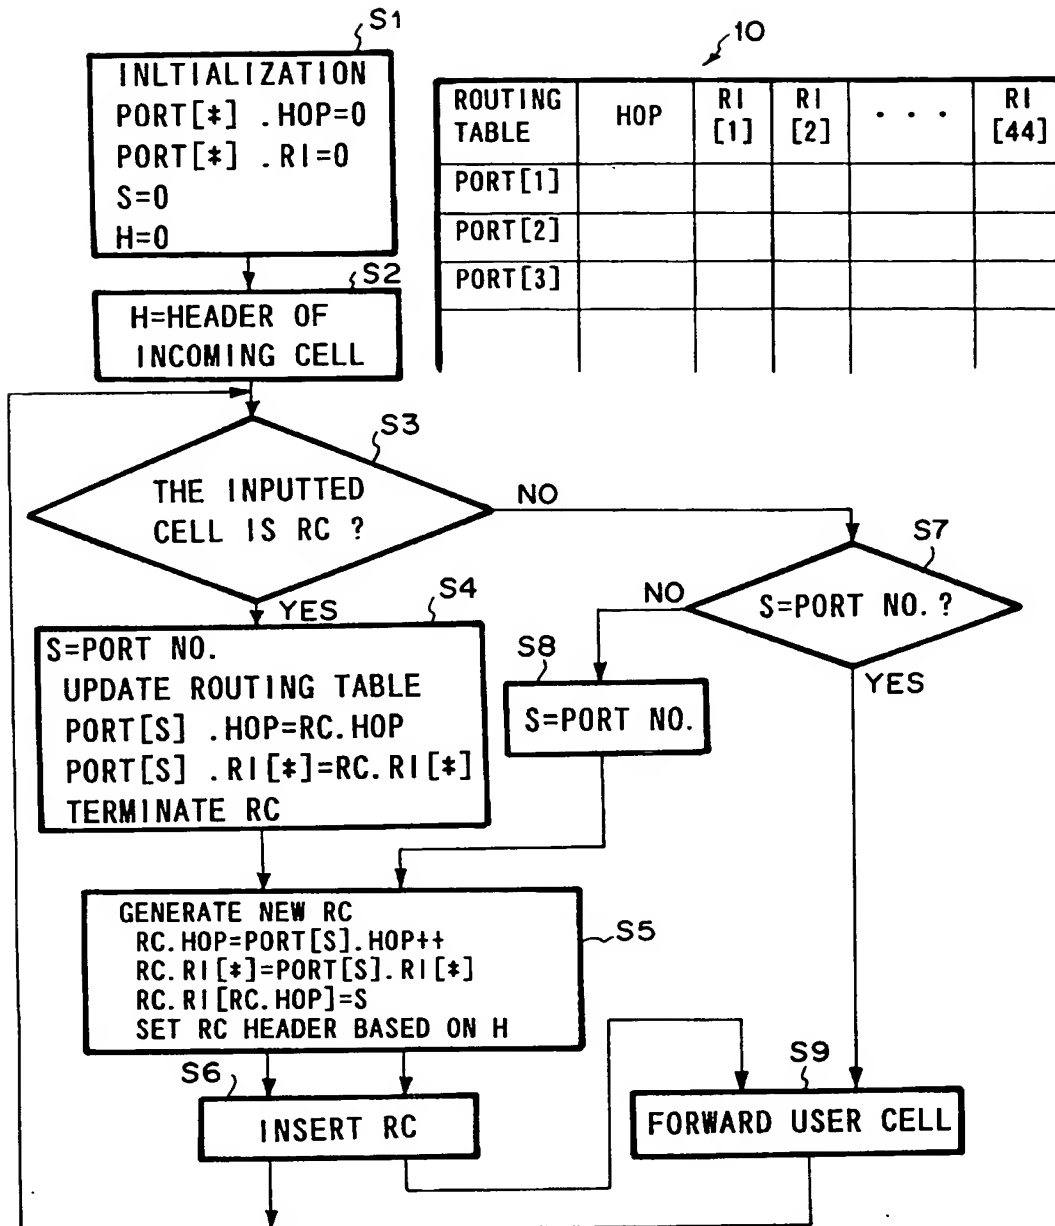 S1
INLTIALIZATION
PORT[*] .HOP=0
PORT[*] .RI=0
S=0
H=0
10
ROUTING TABLE HOP RI [1] RI [2] · · · RI [44]
PORT[1]
PORT[2]
PORT[3]
S2
H=HEADER OF
INCOMING CELL
S3
THE INPUTTED
CELL IS RC ?
NO
YES
S7
S=PORT NO.?
NO
YES
S4
S=PORT NO.
UPDATE ROUTING TABLE
PORT[S] .HOP=RC.HOP
PORT[S] .RI[*]=RC.RI[*]
TERMINATE RC
S8
S=PORT NO.
S5
GENERATE NEW RC
RC.HOP=PORT[S].HOP++
RC.RI[*]=PORT[S].RI[*]
RC.RI[RC.HOP]=S
SET RC HEADER BASED ON H
S6
INSERT RC
S9
FORWARD USER CELL